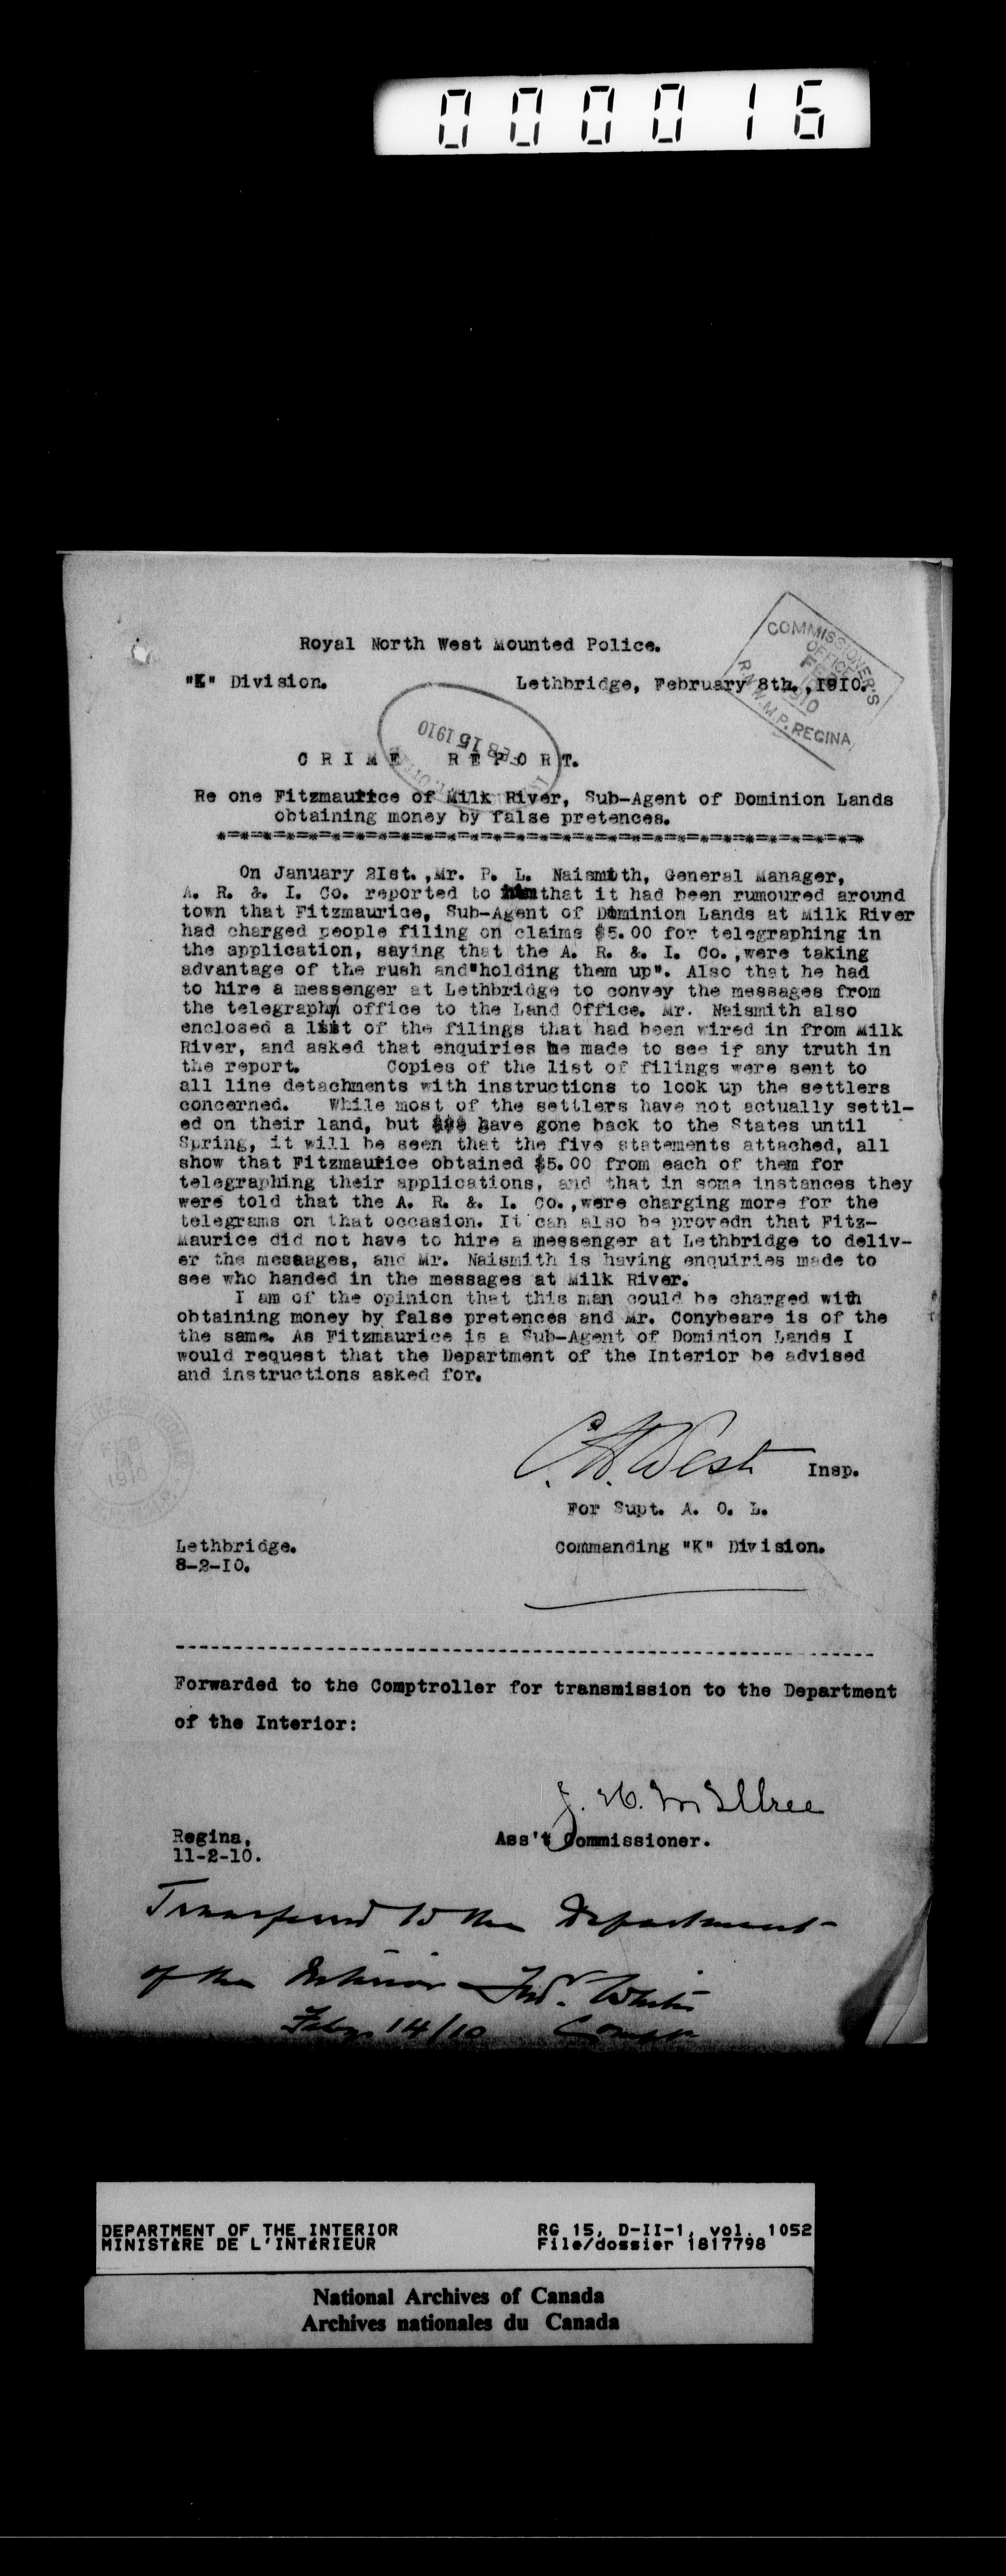 000016
COMMISSIONER'S
OFFICE
FEB
1910
R.N.W.M.P. REGINA
Royal North West Mounted Police.
"K" Division. Lethbridge, February 8th.,1910.
FEB 15 1910
C R I M E R E P O R T.
Re one Fitzmaurice of Milk River, Sub-Agent of Dominion Lands
obtaining money by false pretences.
*=*=*=*=*=*=*=*=*=*=*=*=*=*=*=*=*=*=*=*=*=*=*=*=*=*=*=*=*
On January 2Ist.,Mr. P. L. Naismith, General Manager,
A. R. &. I. Co. reported to him that it had been rumoured around
town that Fitzmaurice, Sub-Agent of Dominion Lands at Milk River
had charged people filing on claims $5.00 for telegraphing in
the application, saying that the A. R. &. I. Co.,were taking
advantage of the rush and"holding them up". Also that he had
to hire a messenger at Lethbridge to convey the messages from
the telegraph office to the Land Office. Mr. Naismith also
enclosed a list of the filings that had been wired in from Milk
River, and asked that enquiries be made to see if any truth in
the report. Copies of the list of filings were sent to
all line detachments with instructions to look up the settlers
concerned. While most of the settlers have not actually settl-
ed on their land, but have gone back to the States until
Spring, it will be seen that the five statements attached, all
show that Fitzmaurice obtained $5.00 from each of them for
telegraphing their applications, and that in some instances they
were told that the A. R. &. I. Co.,were charging more for the
telegrams on that occasion. It can also be provedn that Fitz-
maurice did not have to hire a messenger at Lethbridge to deliv-
er the messages, and Mr. Naismith is having enquiries made to
see who handed in the messages at Milk River.
I am of the opinion that this man could be charged with
obtaining money by false pretences and Mr. Conybeare is of the
the same. As Fitzmaurice is a Sub-Agent of Dominion Lands I
would request that the Department of the Interior be advised
and instructions asked for.
FEB
1910
C. H. West Insp.
For Supt. A. O. L.
Lethbridge. Commanding "K" Division.
8-2-I0.
Forwarded to the Comptroller for transmission to the Department
of the Interior:
J. H. McIllree
Regina, Ass't Commissioner.
11-2-10.
Transferred to the Department
of the Interior Fred. White
Feby 14/10 Compt
DEPARTMENT OF THE INTERIOR RG 15, D-II-1, vol. 1052
MINISTÈRE DE L'INTÉRIEUR File/dossier 1817798
National Archives of Canada
Archives nationales du Canada